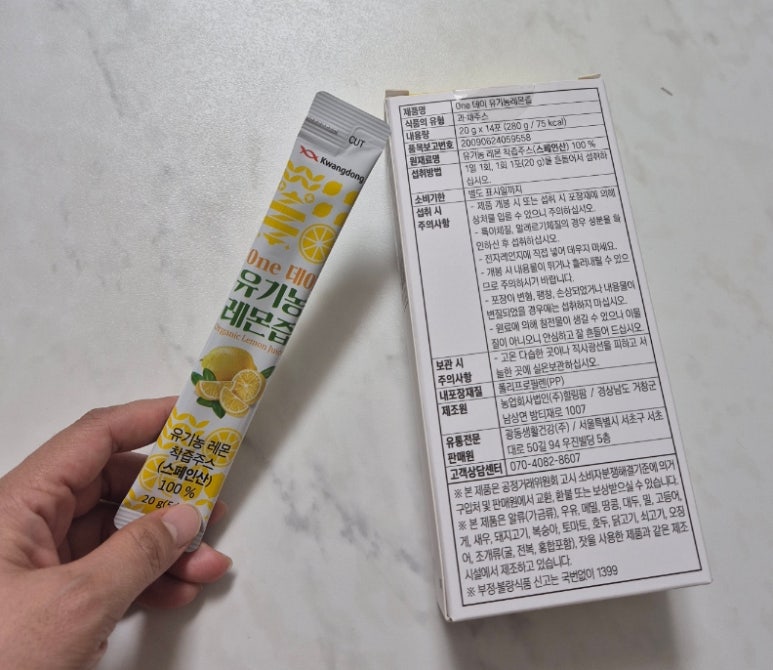 CUT
Kwangdong
One 데이
유기농
레몬즙
Organic Lemon Juice
유기농 레몬
착즙주스
(스페인산)
100 %
20 g
제품명 One 데이 유기농레몬즙
식품의 유형 과·채주스
내용량 20 g x 14포 (280 g / 75 kcal)
품목보고번호 20090624059558
원재료명 유기농 레몬 착즙주스(스페인산) 100 %
섭취방법 1일 1회, 1회 1포(20 g)을 흔들어서 섭취하
십시오.
소비기한 별도 표시일까지
섭취 시 - 제품 개봉 시 또는 섭취 시 포장재에 의해
주의사항 상처를 입을 수 있으니 주의하십시오.
- 특이체질, 알레르기체질의 경우 성분을 확
인하신 후 섭취하십시오.
- 전자레인지에 직접 넣어 데우지 마세요.
- 개봉 시 내용물이 튀거나 흘러내릴 수 있으
므로 주의하시기 바랍니다.
- 포장이 변형, 팽창, 손상되었거나 내용물이
변질되었을 경우에는 섭취하지 마십시오.
- 원료에 의해 침전물이 생길 수 있으나 이물
질이 아니오니 안심하고 잘 흔들어 드십시오.
보관 시 - 고온 다습한 곳이나 직사광선을 피하고 서
주의사항 늘한 곳에 실온보관하십시오.
내포장재질 폴리프로필렌(PP)
제조원 농업회사법인(주)힐링팜 / 경상남도 거창군
남상면 밤티재로 1007
유통전문 광동생활건강(주) / 서울특별시 서초구 서초
판매원 대로 50길 94 우진빌딩 5층
고객상담센터 070-4082-8607
※ 본 제품은 공정거래위원회 고시 소비자분쟁해결기준에 의거
구입처 및 판매원에서 교환, 환불 또는 보상받으실 수 있습니다.
※ 본 제품은 알류(가금류), 우유, 메밀, 땅콩, 대두, 밀, 고등어,
게, 새우, 돼지고기, 복숭아, 토마토, 호두, 닭고기, 쇠고기, 오징
어, 조개류(굴, 전복, 홍합포함), 잣을 사용한 제품과 같은 제조
시설에서 제조하고 있습니다.
※ 부정·불량식품 신고는 국번없이 1399